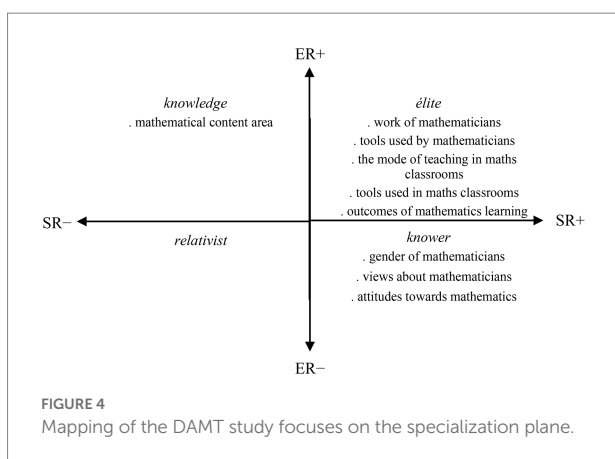 ER+
knowledge
. mathematical content area
élite
. work of mathematicians
. tools used by mathematicians
. the mode of teaching in maths
classrooms
. tools used in maths classrooms
. outcomes of mathematics learning
SR−
SR+
relativist
knower
. gender of mathematicians
. views about mathematicians
. attitudes towards mathematics
ER−
FIGURE 4
Mapping of the DAMT study focuses on the specialization plane.